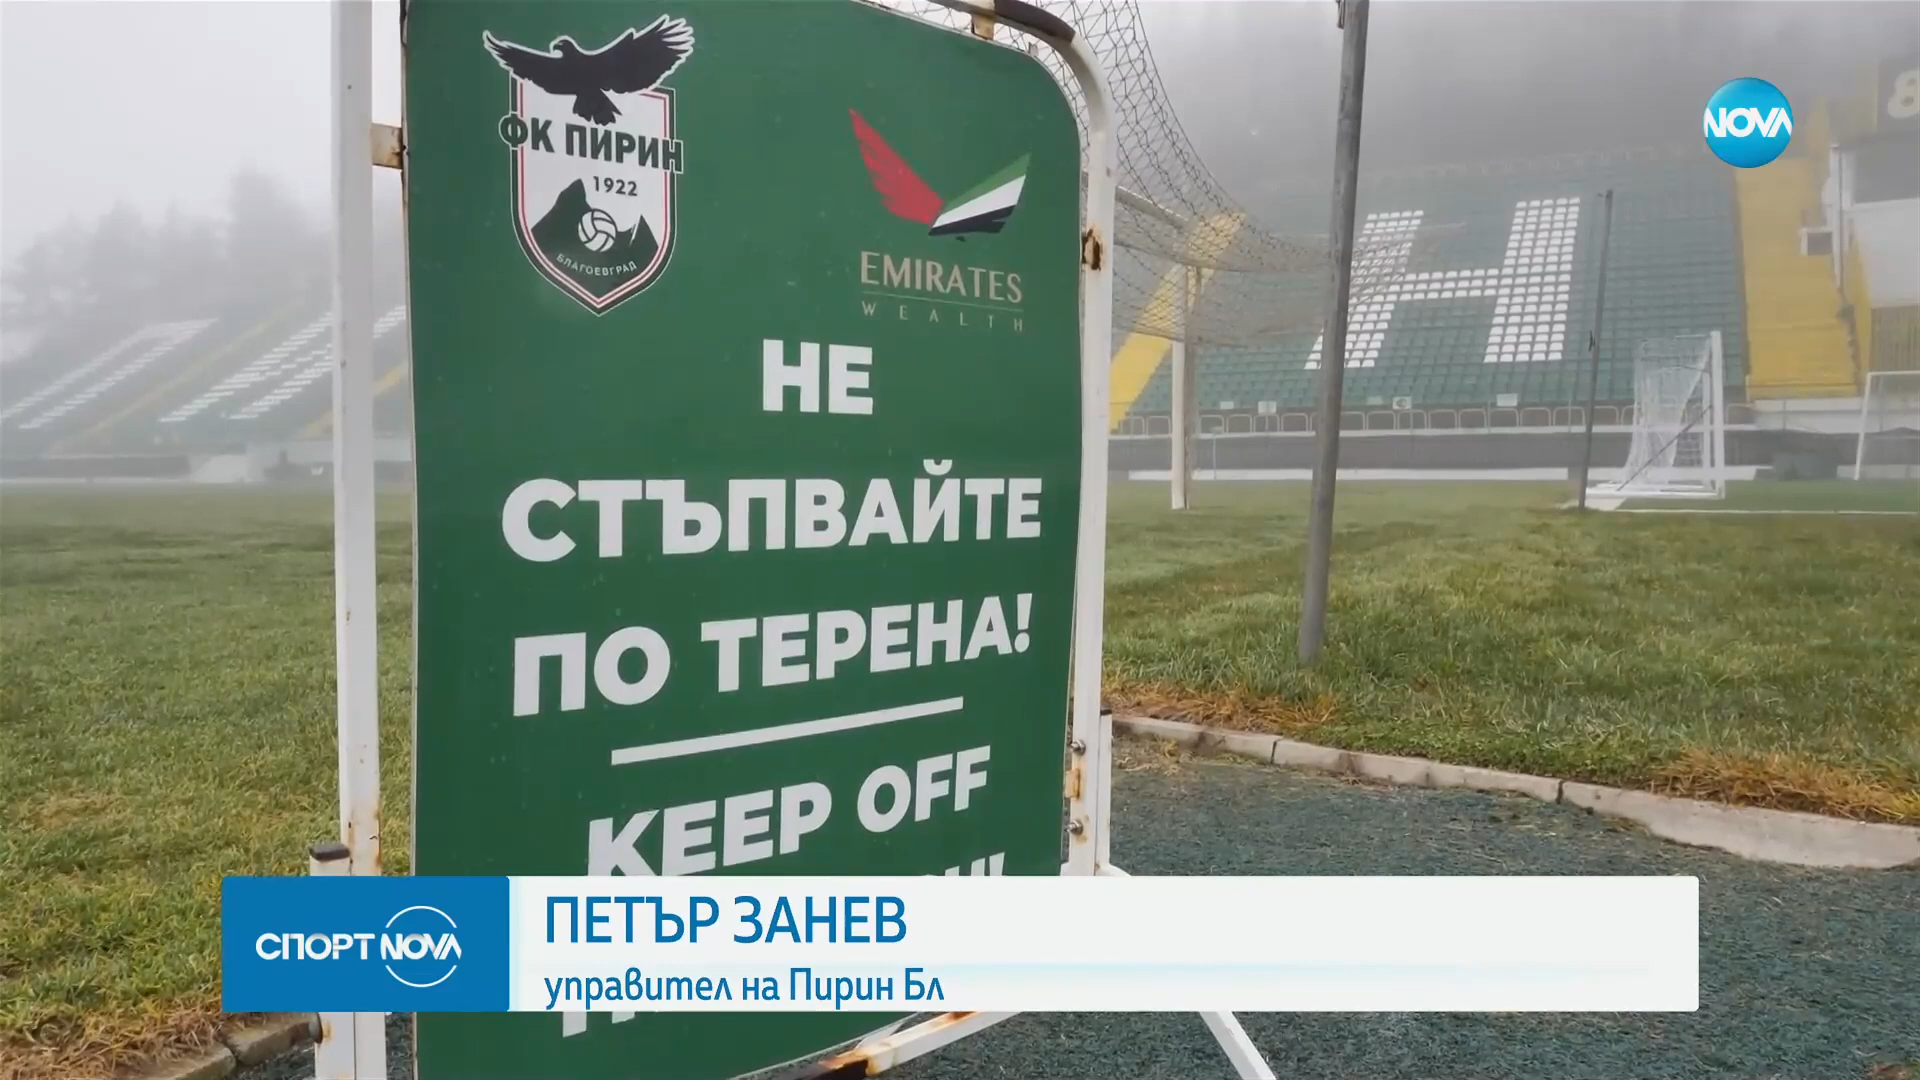 ФК ПИРИН
1922
БЛАГОЕВГРАД
EMIRATES
WEALTH
НЕ
СТЪПВАЙТЕ
ПО ТЕРЕНА!
KEEP OFF
NOVA
Н
8
СПОРТ NOVA
ПЕТЪР ЗАНЕВ
управител на Пирин Бл